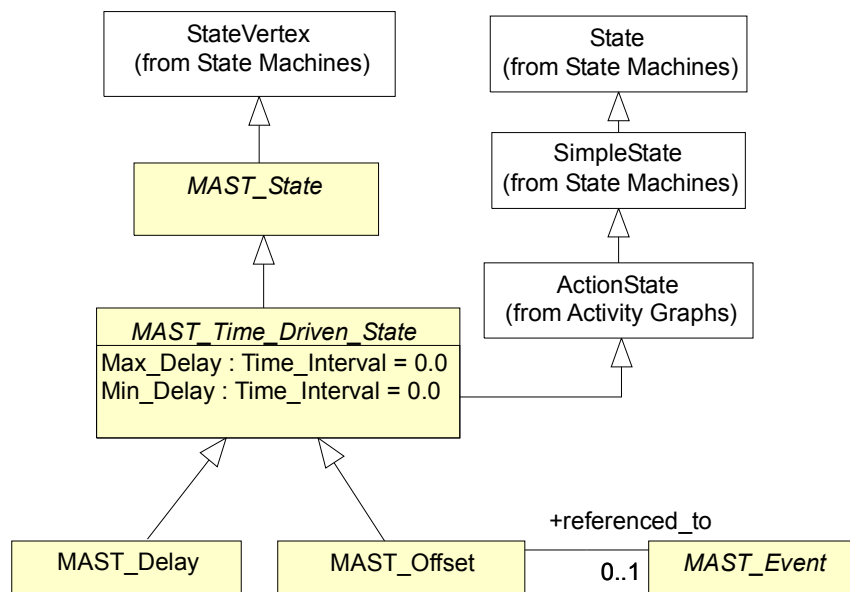 StateVertex
(from State Machines)
State
(from State Machines)
MAST_State
SimpleState
(from State Machines)
ActionState
(from Activity Graphs)
MAST_Time_Driven_State
Max_Delay : Time_Interval = 0.0
Min_Delay : Time_Interval = 0.0
+referenced_to
MAST_Delay
MAST_Offset
0..1
MAST_Event